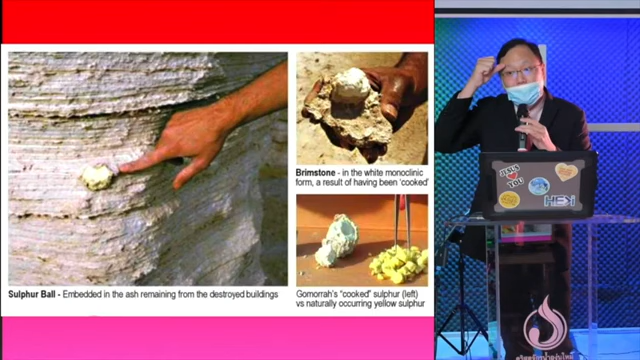 Sulphur Ball - Embedded in the ash remaining from the destroyed buildings
Brimstone - in the white monoclinic
form, a result of having been 'cooked'
Gomorrah's "cooked" sulphur (left)
vs naturally occurring yellow sulphur
JESUS
YOU